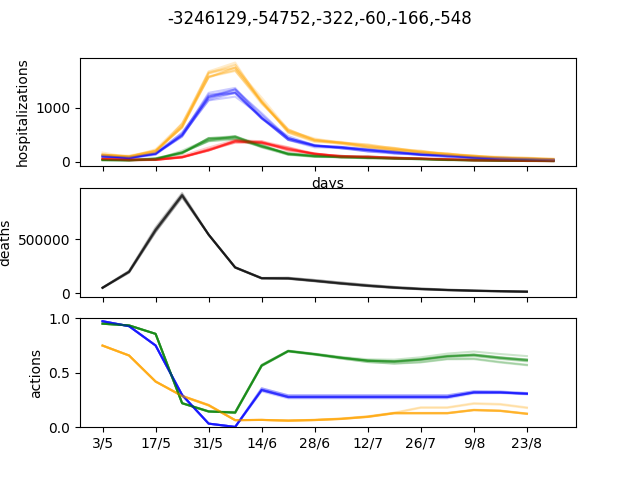 -3246129,-54752,-322,-60,-166,-548
hospitalizations
1000
0
days
deaths
500000
0
actions
1.0
0.5
0.0
3/5 17/5 31/5 14/6 28/6 12/7 26/7 9/8 23/8